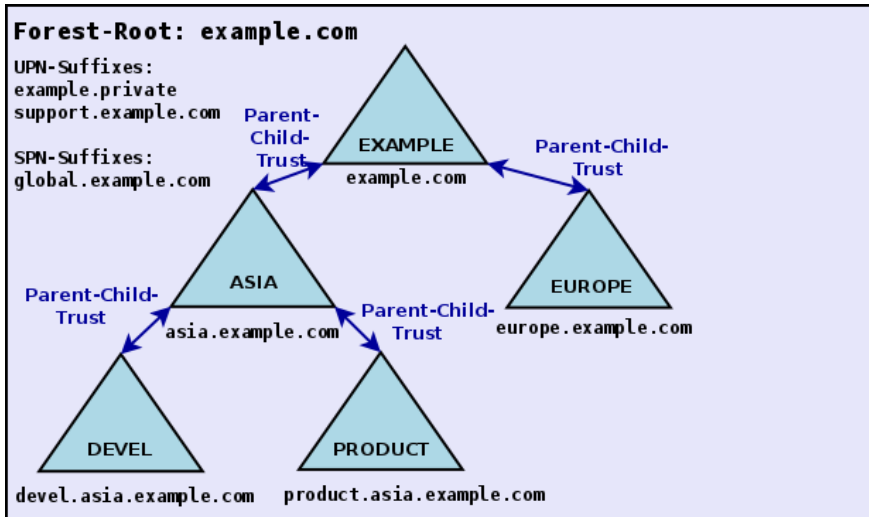 Forest-Root: example.com
UPN-Suffixes:
example.private
support.example.com
SPN-Suffixes:
global.example.com
Parent-
Child-
Trust
EXAMPLE
example.com
Parent-Child-
Trust
ASIA
asia.example.com
EUROPE
europe.example.com
Parent-Child-
Trust
Parent-Child-
Trust
DEVEL
devel.asia.example.com
PRODUCT
product.asia.example.com